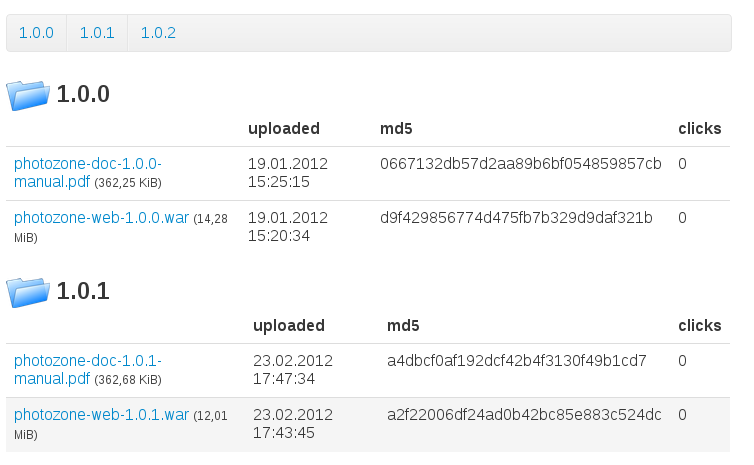 1.0.0 1.0.1 1.0.2
1.0.0
uploaded md5 clicks
photozone-doc-1.0.0- 19.01.2012 0667132db57d2aa89b6bf054859857cb 0
manual.pdf (362,25 KiB) 15:25:15
photozone-web-1.0.0.war (14,28 19.01.2012 d9f429856774d475fb7b329d9daf321b 0
MiB) 15:20:34
1.0.1
uploaded md5 clicks
photozone-doc-1.0.1- 23.02.2012 a4dbcf0af192dcf42b4f3130f49b1cd7 0
manual.pdf (362,68 KiB) 17:47:34
photozone-web-1.0.1.war (12,01 23.02.2012 a2f22006df24ad0b42bc85e883c524dc 0
MiB) 17:43:45